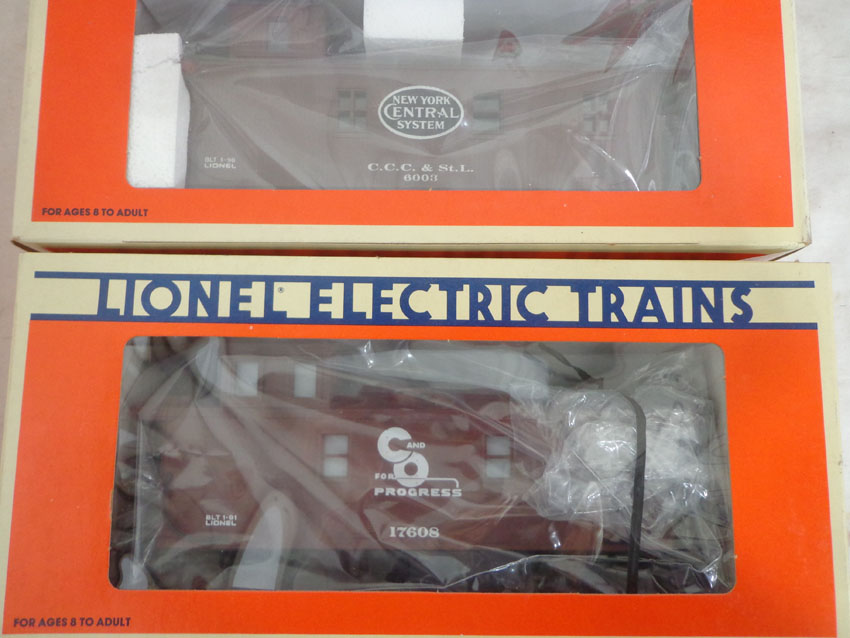 NEW YORK
CENTRAL
SYSTEM
BLT 1-90
LIONEL
C.C.C. & St.L.
6003
FOR AGES 8 TO ADULT
LIONEL® ELECTRIC TRAINS
C AND
FOR O
PROGRESS
BLT 1-91
LIONEL
17608
FOR AGES 8 TO ADULT